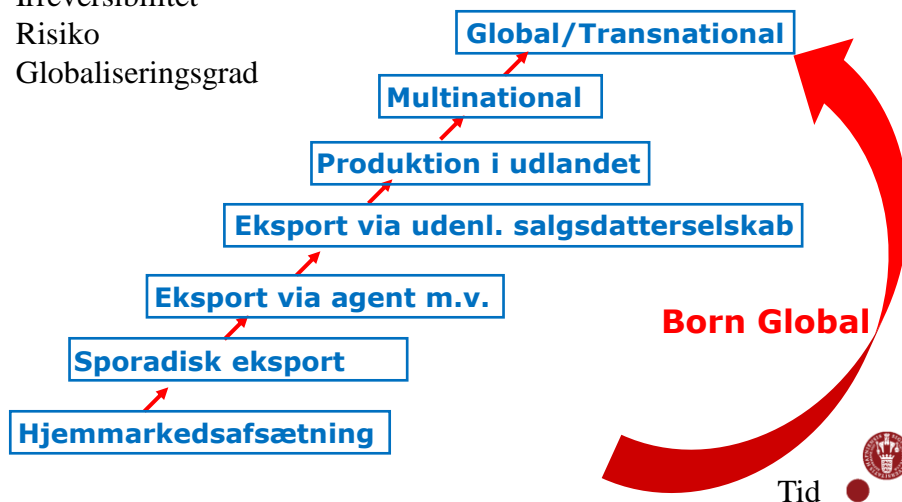 Irreversibilitet
Risiko
Globaliseringsgrad
Global/Transnational
Multinational
Produktion i udlandet
Eksport via udenl. salgsdatterselskab
Eksport via agent m.v.
Born Global
Sporadisk eksport
Hjemmarkedsafsætning
Tid